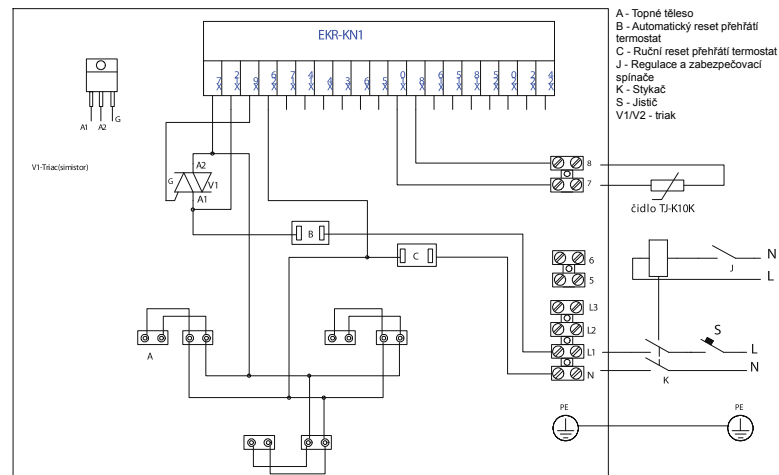 EKR-KN1
A - Topné těleso
B - Automatický reset přehřátí
termostat
C - Ruční reset přehřátí termostat
J - Regulace a zabezpečovací
spínače
K - Stykač
S - Jistič
V1/V2 - triak
A1 A2 G
V1-Triac(simistor)
A2
G
V1
A1
B
C
A
8
7
čidlo TJ-K10K
6
5
L3
L2
L1
N
J
N
L
S
L
N
K
PE
PE